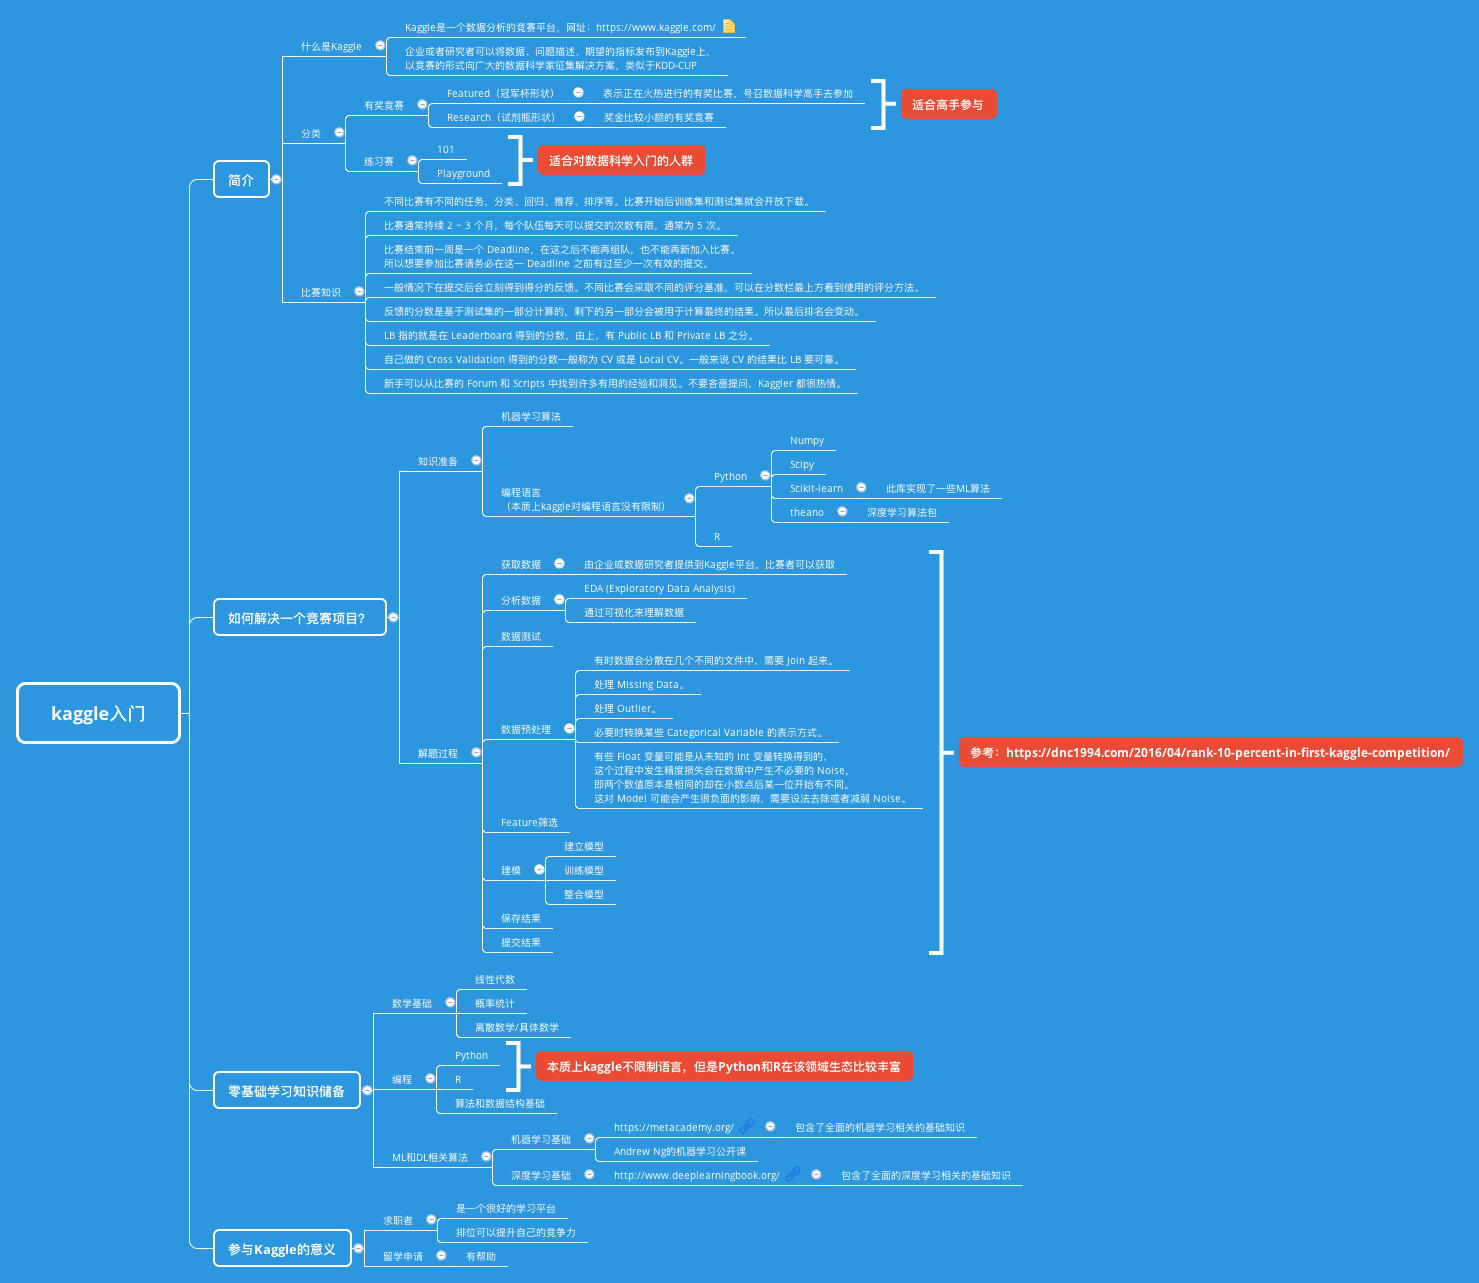 Kaggle是一个数据分析的竞赛平台，网址：https://www.kaggle.com/
什么是Kaggle
企业或者研究者可以将数据、问题描述、期望的指标发布到Kaggle上，
以竞赛的形式向广大的数据科学家征集解决方案，类似于KDD-CUP
有奖竞赛
Featured（冠军杯形状）
表示正在火热进行的有奖比赛，号召数据科学高手去参加
适合高手参与
Research（试剂瓶形状）
奖金比较小额的有奖竞赛
分类
练习赛
101
Playground
适合对数据科学入门的人群
简介
不同比赛有不同的任务，分类、回归、推荐、排序等。比赛开始后训练集和测试集就会开放下载。
比赛通常持续 2 ~ 3 个月，每个队伍每天可以提交的次数有限，通常为 5 次。
比赛结束前一周是一个 Deadline，在这之后不能再组队，也不能再新加入比赛。
所以想要参加比赛请务必在这一 Deadline 之前有过至少一次有效的提交。
比赛知识
一般情况下在提交后会立刻得到得分的反馈。不同比赛会采取不同的评分基准，可以在分数栏最上方看到使用的评分方法。
反馈的分数是基于测试集的一部分计算的，剩下的另一部分会被用于计算最终的结果。所以最后排名会变动。
LB 指的就是在 Leaderboard 得到的分数，由上，有 Public LB 和 Private LB 之分。
自己做的 Cross Validation 得到的分数一般称为 CV 或是 Local CV。一般来说 CV 的结果比 LB 要可靠。
新手可以从比赛的 Forum 和 Scripts 中找到许多有用的经验和洞见。不要吝啬提问，Kaggler 都很热情。
机器学习算法
知识准备
编程语言
（本质上kaggle对编程语言没有限制）
Python
Numpy
Scipy
Scikit-learn
此库实现了一些ML算法
theano
深度学习算法包
R
如何解决一个竞赛项目？
获取数据
由企业或数据研究者提供到Kaggle平台，比赛者可以获取
分析数据
EDA (Exploratory Data Analysis)
通过可视化来理解数据
数据测试
有时数据会分散在几个不同的文件中，需要 Join 起来。
处理 Missing Data。
处理 Outlier。
数据预处理
必要时转换某些 Categorical Variable 的表示方式。
有些 Float 变量可能是从未知的 Int 变量转换得到的，
这个过程中发生精度损失会在数据中产生不必要的 Noise，
即两个数值原本是相同的却在小数点后某一位开始有不同。
这对 Model 可能会产生很负面的影响，需要设法去除或者减弱 Noise。
解题过程
参考：https://dnc1994.com/2016/04/rank-10-percent-in-first-kaggle-competition/
Feature筛选
建模
建立模型
训练模型
整合模型
保存结果
提交结果
kaggle入门
数学基础
线性代数
概率统计
离散数学/具体数学
编程
Python
R
本质上kaggle不限制语言，但是Python和R在该领域生态比较丰富
算法和数据结构基础
零基础学习知识储备
ML和DL相关算法
机器学习基础
https://metacademy.org/
包含了全面的机器学习相关的基础知识
Andrew Ng的机器学习公开课
深度学习基础
http://www.deeplearningbook.org/
包含了全面的深度学习相关的基础知识
求职者
是一个很好的学习平台
排位可以提升自己的竞争力
参与Kaggle的意义
留学申请
有帮助